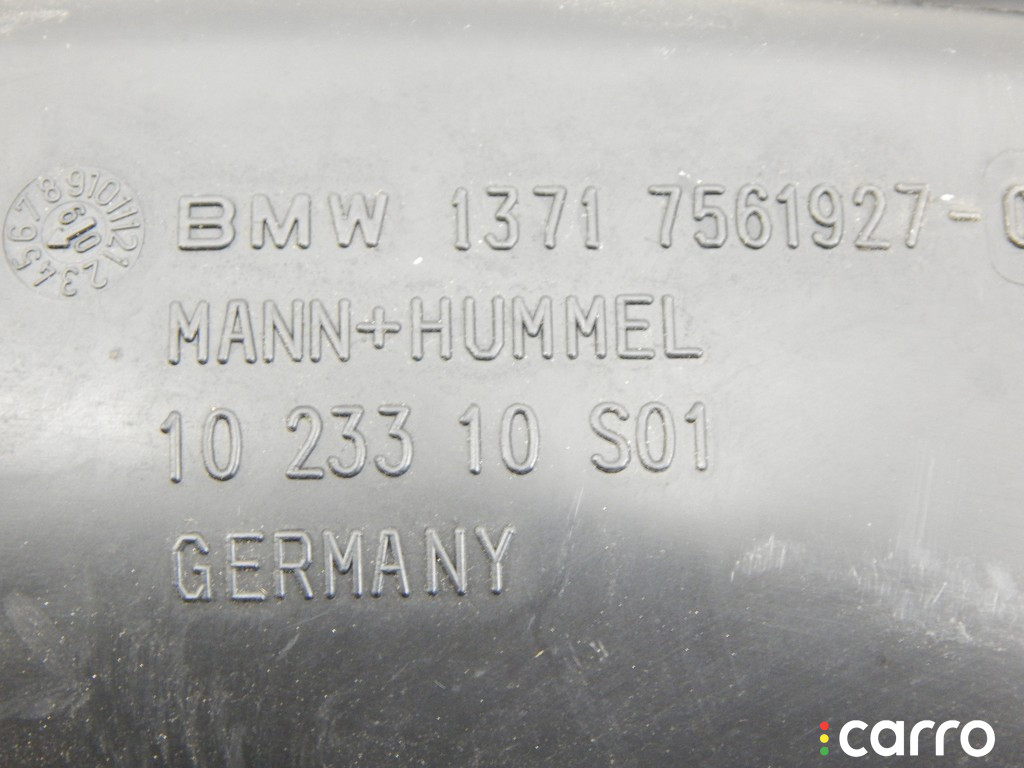 BMW 1371 7561927-
MANN+HUMMEL
10 233 10 S01
GERMANY
carro